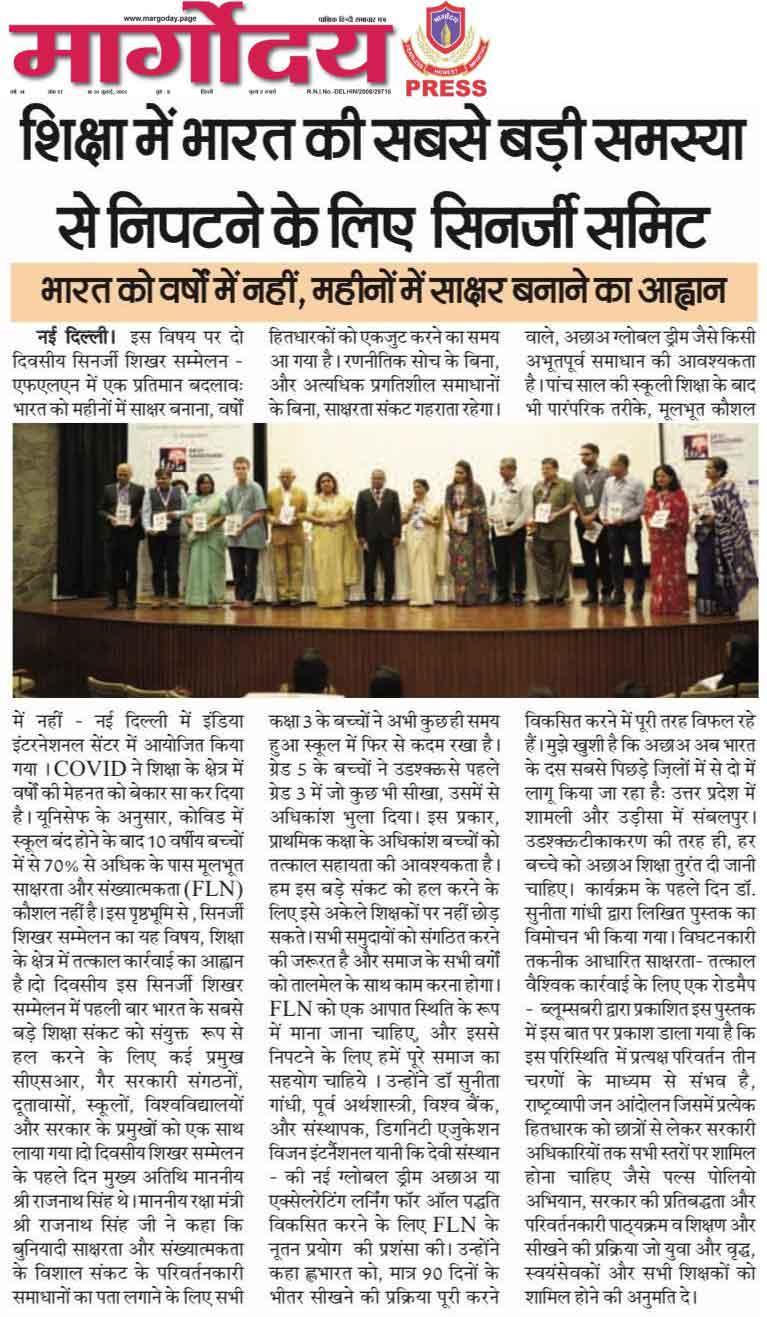 www.margoday.page
पाक्षिक हिन्दी समाचार पत्र
मार्गोदय
PRESS
R.N.I.No.-DELHIN/2008/29715
शिक्षा में भारत की सबसे बड़ी समस्या
से निपटने के लिए सिनर्जी समिट
भारत को वर्षों में नहीं, महीनों में साक्षर बनाने का आह्वान
नई दिल्ली। इस विषय पर दो
दिवसीय सिनर्जी शिखर सम्मेलन -
एफएलएन में एक प्रतिमान बदलावः
भारत को महीनों में साक्षर बनाना, वर्षों
में नहीं - नई दिल्ली में इंडिया
इंटरनेशनल सेंटर में आयोजित किया
गया । COVID ने शिक्षा के क्षेत्र में
वर्षों की मेहनत को बेकार सा कर दिया
है। यूनिसेफ के अनुसार, कोविड में
स्कूल बंद होने के बाद 10 वर्षीय बच्चों
में से 70% से अधिक के पास मूलभूत
साक्षरता और संख्यात्मकता (FLN)
कौशल नहीं है। इस पृष्ठभूमि से , सिनर्जी
शिखर सम्मेलन का यह विषय, शिक्षा
के क्षेत्र में तत्काल कार्रवाई का आह्वान
है।दो दिवसीय इस सिनर्जी शिखर
सम्मेलन में पहली बार भारत के सबसे
बड़े शिक्षा संकट को संयुक्त रूप से
हल करने के लिए कई प्रमुख
सीएसआर, गैर सरकारी संगठनों,
दूतावासों, स्कूलों, विश्वविद्यालयों
और सरकार के प्रमुखों को एक साथ
लाया गया।दो दिवसीय शिखर सम्मेलन
के पहले दिन मुख्य अतिथि माननीय
श्री राजनाथ सिंह थे। माननीय रक्षा मंत्री
श्री राजनाथ सिंह जी ने कहा कि
बुनियादी साक्षरता और संख्यात्मकता
के विशाल संकट के परिवर्तनकारी
समाधानों का पता लगाने के लिए सभी
हितधारकों को एकजुट करने का समय
आ गया है। रणनीतिक सोच के बिना,
और अत्यधिक प्रगतिशील समाधानों
के बिना, साक्षरता संकट गहराता रहेगा।
कक्षा 3 के बच्चों ने अभी कुछ ही समय
हुआ स्कूल में फिर से कदम रखा है।
ग्रेड 5 के बच्चों ने उडश्क्कसे पहले
ग्रेड 3 में जो कुछ भी सीखा, उसमें से
अधिकांश भुला दिया। इस प्रकार,
प्राथमिक कक्षा के अधिकांश बच्चों को
तत्काल सहायता की आवश्यकता है।
हम इस बड़े संकट को हल करने के
लिए इसे अकेले शिक्षकों पर नहीं छोड़
सकते। सभी समुदायों को संगठित करने
की जरूरत है और समाज के सभी वर्गों
को तालमेल के साथ काम करना होगा।
FLN को एक आपात स्थिति के रूप
में माना जाना चाहिए, और इससे
निपटने के लिए हमें पूरे समाज का
सहयोग चाहिये । उन्होंने डॉ सुनीता
गांधी, पूर्व अर्थशास्त्री, विश्व बैंक,
और संस्थापक, डिगनिटी एजुकेशन
विजन इंटर्नैशनल यानी कि देवी संस्थान
- की नई ग्लोबल ड्रीम अछाअ या
एक्सेलरेटिंग लर्निंग फॉर ऑल पद्धति
विकसित करने के लिए FLN के
नूतन प्रयोग की प्रशंसा की। उन्होंने
कहा ह्लभारत को, मात्र 90 दिनों के
भीतर सीखने की प्रक्रिया पूरी करने
वाले, अछाअ ग्लोबल ड्रीम जैसे किसी
अभूतपूर्व समाधान की आवश्यकता
है। पांच साल की स्कूली शिक्षा के बाद
भी पारंपरिक तरीके, मूलभूत कौशल
विकसित करने में पूरी तरह विफल रहे
हैं। मुझे खुशी है कि अछाअ अब भारत
के दस सबसे पिछड़े ज़िलों में से दो में
लागू किया जा रहा हैः उत्तर प्रदेश में
शामली और उड़ीसा में संबलपुर।
उडश्क्कटीकाकरण की तरह ही, हर
बच्चे को अछाअ शिक्षा तुरंत दी जानी
चाहिए। कार्यक्रम के पहले दिन डॉ.
सुनीता गांधी द्वारा लिखित पुस्तक का
विमोचन भी किया गया। विघटनकारी
तकनीक आधारित साक्षरता- तत्काल
वैश्विक कार्रवाई के लिए एक रोडमैप
- ब्लूम्सबरी द्वारा प्रकाशित इस पुस्तक
में इस बात पर प्रकाश डाला गया है कि
इस परिस्थिति में प्रत्यक्ष परिवर्तन तीन
चरणों के माध्यम से संभव है,
राष्ट्रव्यापी जन आंदोलन जिसमें प्रत्येक
हितधारक को छात्रों से लेकर सरकारी
अधिकारियों तक सभी स्तरों पर शामिल
होना चाहिए जैसे पल्स पोलियो
अभियान, सरकार की प्रतिबद्धता और
परिवर्तनकारी पाठ्यक्रम व शिक्षण और
सीखने की प्रक्रिया जो युवा और वृद्ध,
स्वयंसेवकों और सभी शिक्षकों को
शामिल होने की अनुमति दे।